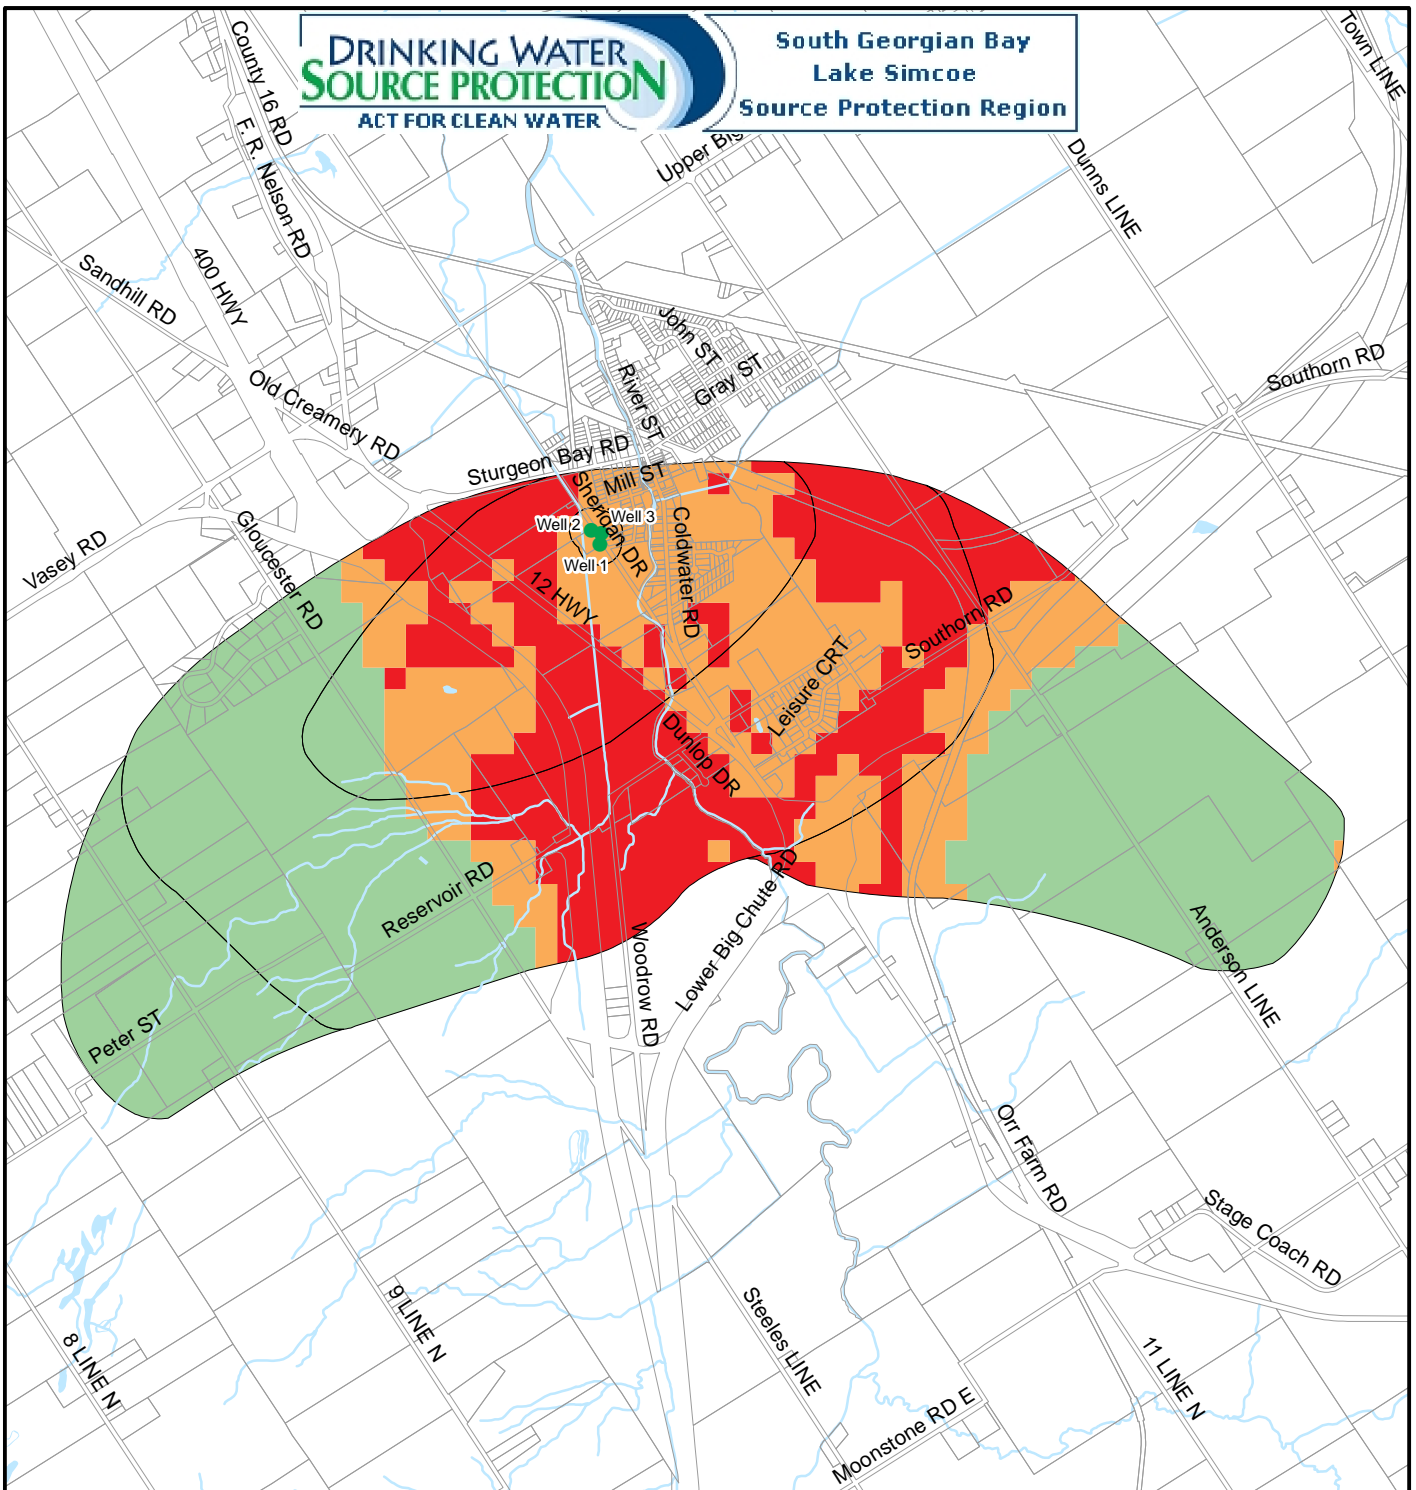 DRINKING WATER
SOURCE PROTECTION
ACT FOR CLEAN WATER
South Georgian Bay
Lake Simcoe
Source Protection Region
County 16 RD
F. R. Nelson RD
Upper Big
Town LINE
Dunns LINE
400 HWY
Sandhill RD
John ST
Gray ST
River ST
Southorn RD
Old Creamery RD
Sturgeon Bay RD
Mill ST
Sheridan DR
Well 2
Well 3
Well 1
Coldwater RD
Vasey RD
Gloucester RD
12 HWY
Southorn RD
Leisure CRT
Dunlop DR
Reservoir RD
Lower Big Chute RD
Woodrow RD
Anderson LINE
Peter ST
Orr Farm RD
Stage Coach RD
9 LINE N
8 LINE N
Steeles LINE
11 LINE N
Moonstone RD E